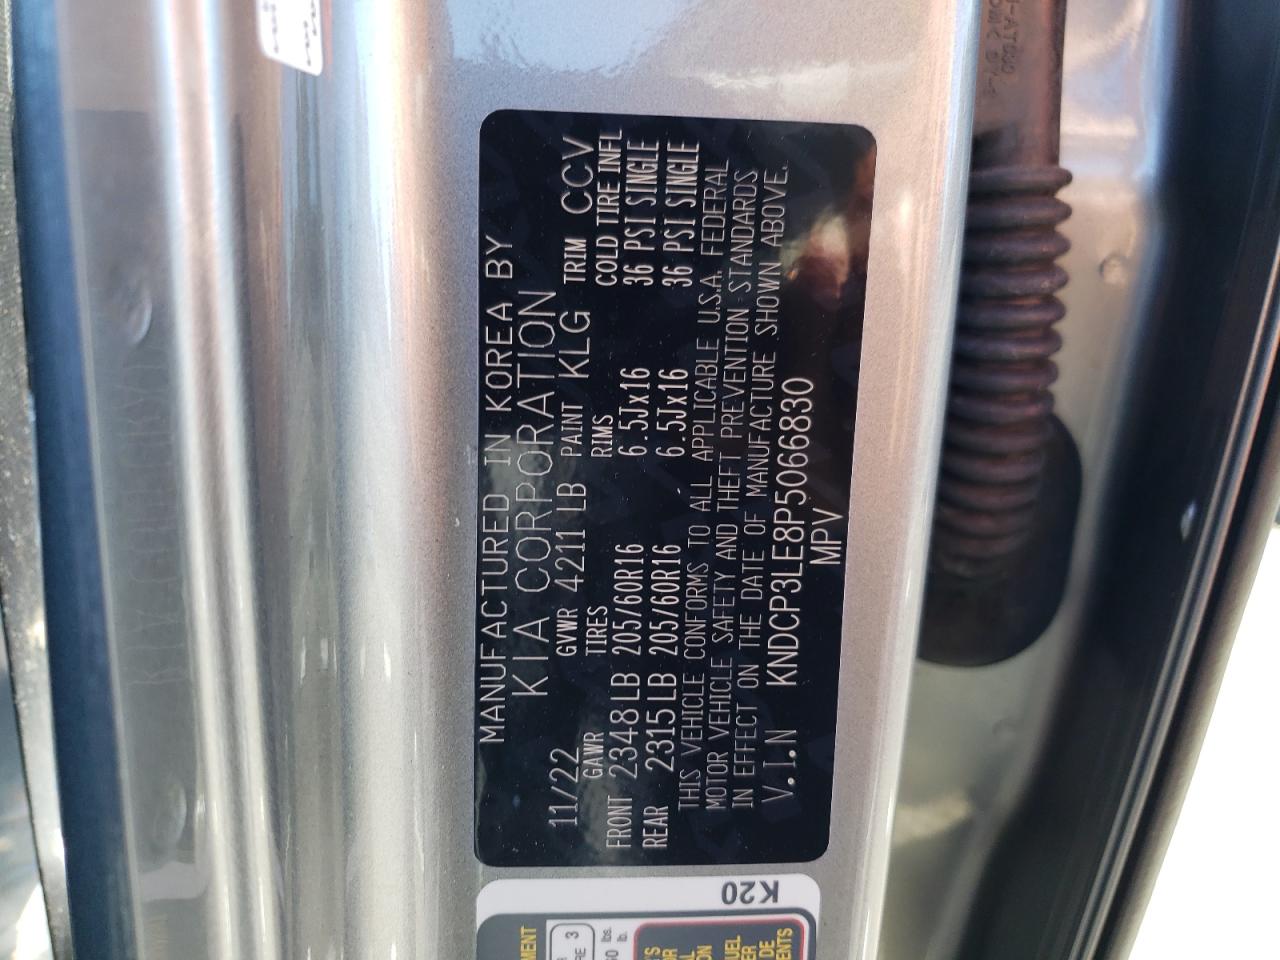 MANUFACTURED IN KOREA BY
KIA CORPORATION
11/22 GVWR 4211 LB PAINT KLG TRIM CCV
GAWR TIRES RIMS COLD TIRE INFL
FRONT 2348 LB 205/60R16 6.5Jx16 36 PSI SINGLE
REAR 2315 LB 205/60R16 6.5Jx16 36 PSI SINGLE
THIS VEHICLE CONFORMS TO ALL APPLICABLE U.S.A. FEDERAL
MOTOR VEHICLE SAFETY AND THEFT PREVENTION STANDARDS
IN EFFECT ON THE DATE OF MANUFACTURE SHOWN ABOVE.
V.I.N KNDCP3LE8P5066830
MPV
K20